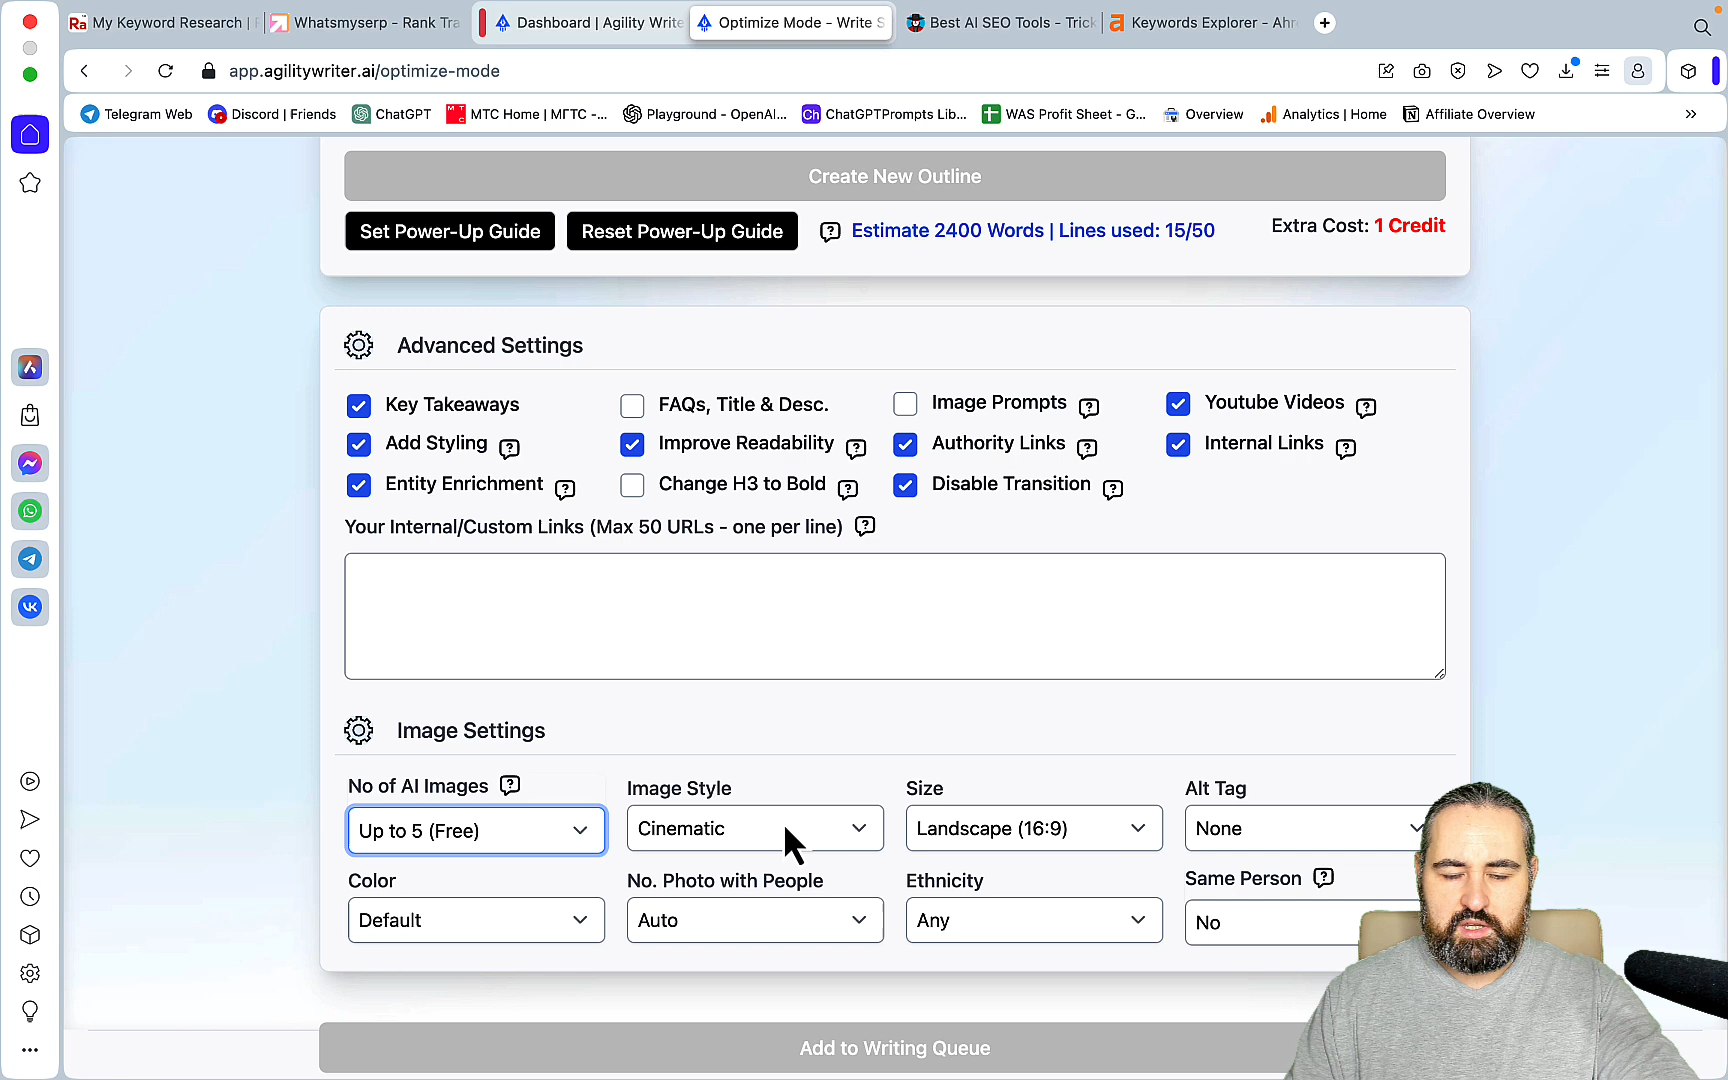 My Keyword Research |
Whatsmyserp - Rank Tra
Dashboard | Agility Write
Optimize Mode - Write S
Best AI SEO Tools - Trick
Keywords Explorer - Ahr
app.agilitywriter.ai/optimize-mode
Telegram Web
Discord | Friends
ChatGPT
МТС Home | МГТС -...
Playground - OpenAI...
ChatGPTPrompts Lib...
WAS Profit Sheet - G...
Overview
Analytics | Home
Affiliate Overview
Create New Outline
Set Power-Up Guide
Reset Power-Up Guide
Estimate 2400 Words | Lines used: 15/50
Extra Cost: 1 Credit
Advanced Settings
Key Takeaways
FAQs, Title & Desc.
Image Prompts
Youtube Videos
Add Styling
Improve Readability
Authority Links
Internal Links
Entity Enrichment
Change H3 to Bold
Disable Transition
Your Internal/Custom Links (Max 50 URLs - one per line)
Image Settings
No of AI Images
Image Style
Size
Alt Tag
Up to 5 (Free)
Cinematic
Landscape (16:9)
None
Color
No. Photo with People
Ethnicity
Same Person
Default
Auto
Any
No
Add to Writing Queue